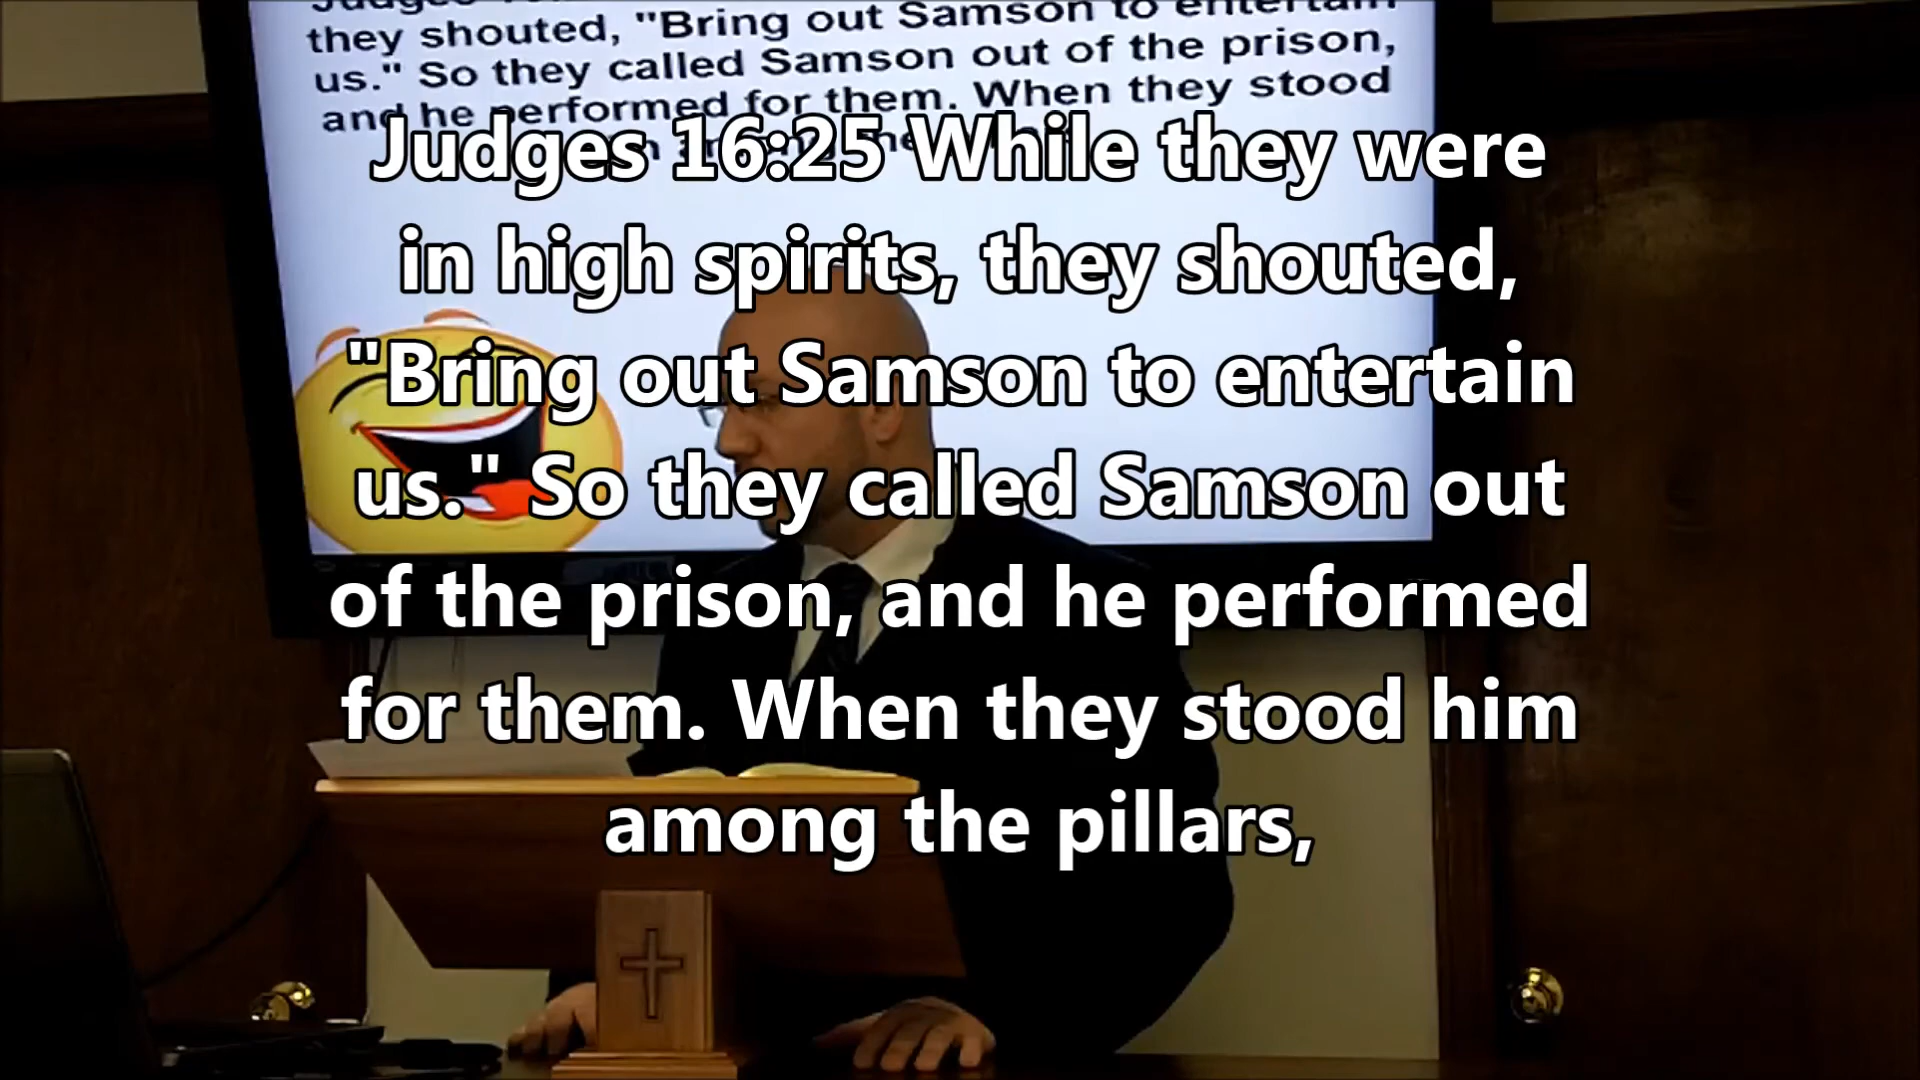 they shouted, "Bring out Samson to entertain
us." So they called Samson out of the prison,
and he performed for them. When they stood
Judges 16:25 While they were
in high spirits, they shouted,
"Bring out Samson to entertain
us." So they called Samson out
of the prison, and he performed
for them. When they stood him
among the pillars,